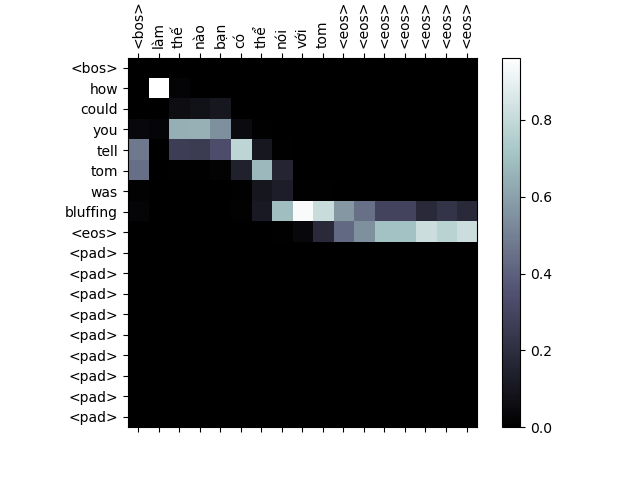 <bos> làm thế nào bạn có thể nói với tom <eos> <eos> <eos> <eos> <eos> <eos> <eos>
<bos>
how
could
you
tell
tom
was
bluffing
<eos>
<pad>
<pad>
<pad>
<pad>
<pad>
<pad>
<pad>
<pad>
<pad>
0.8
0.6
0.4
0.2
0.0